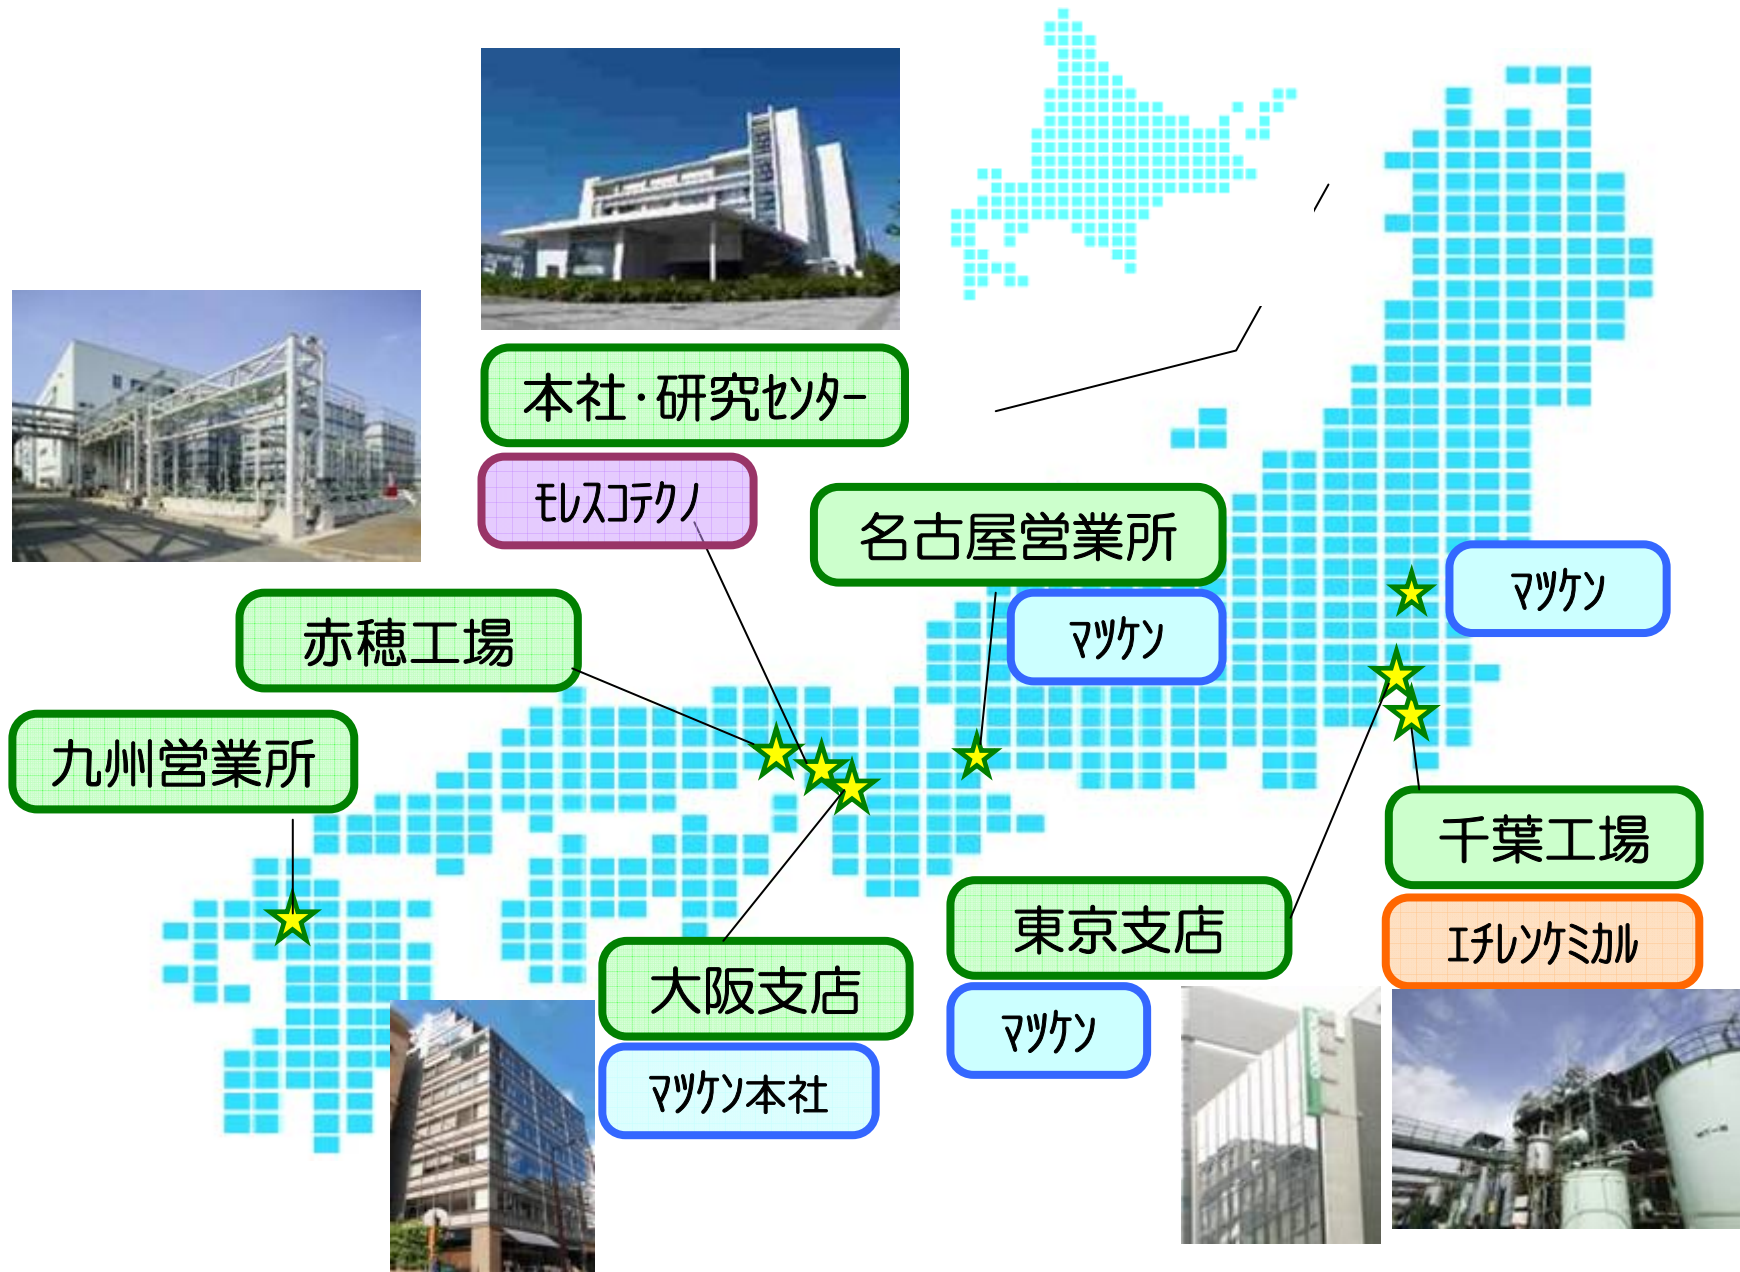 本社・研究ｾﾝﾀｰ
ﾓﾚｽｺﾃｸﾉ
名古屋営業所
ﾏﾂｹﾝ
ﾏﾂｹﾝ
赤穂工場
九州営業所
千葉工場
ｴﾁﾚﾝｹﾐｶﾙ
東京支店
ﾏﾂｹﾝ
大阪支店
ﾏﾂｹﾝ本社